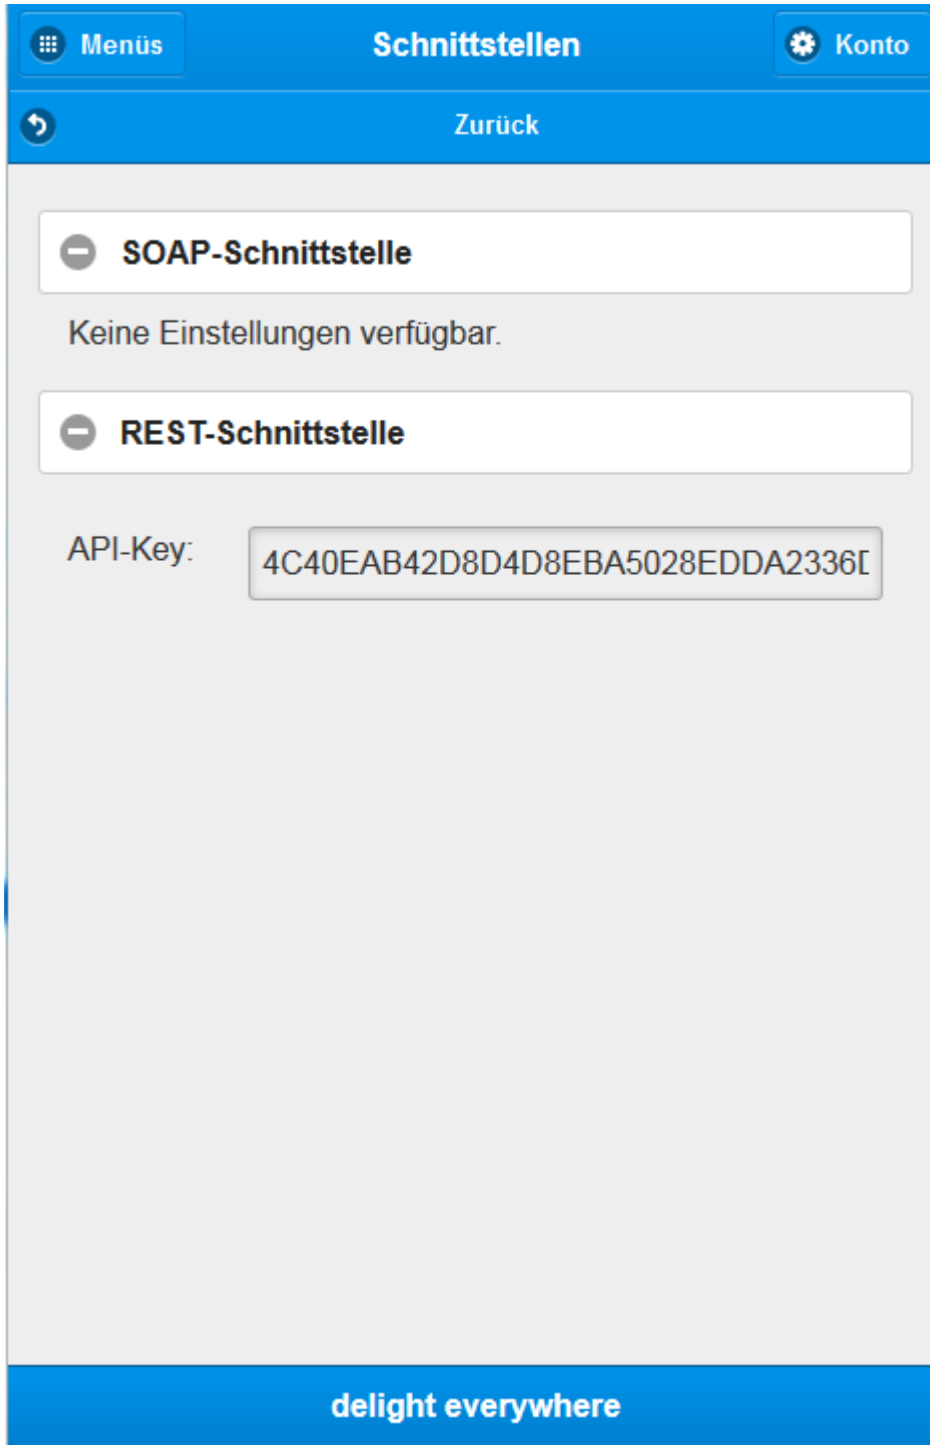 Menüs
Schnittstellen
Konto
Zurück
SOAP-Schnittstelle
Keine Einstellungen verfügbar.
REST-Schnittstelle
API-Key:
4C40EAB42D8D4D8EBA5028EDDA2336
delight everywhere